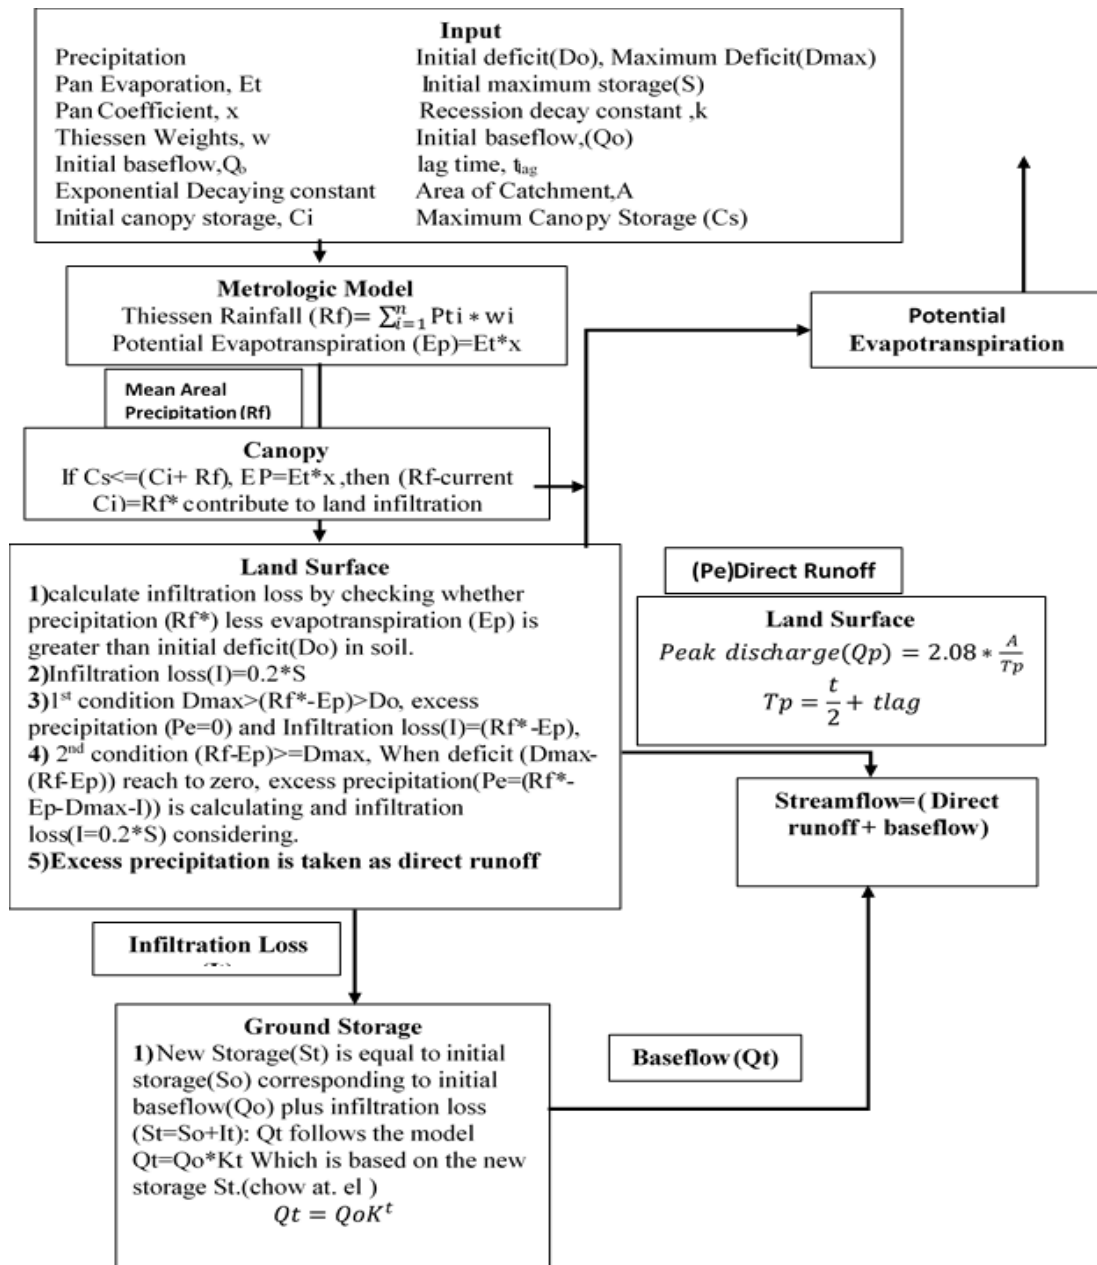 Input
Precipitation Initial deficit(Do), Maximum Deficit(Dmax)
Pan Evaporation, Et Initial maximum storage(S)
Pan Coefficient, x Recession decay constant ,k
Thiessen Weights, w Initial baseflow,(Qo)
Initial baseflow,Qb lag time, tlag
Exponential Decaying constant Area of Catchment,A
Initial canopy storage, Ci Maximum Canopy Storage (Cs)
Metrologic Model
Thiessen Rainfall (Rf)= ∑ⁿᵢ₌₁ Pti ∗ wi
Potential Evapotranspiration (Ep)=Et*x
Potential
Evapotranspiration
Mean Areal
Precipitation (Rf)
Canopy
If Cs<=(Ci+ Rf), EP=Et*x ,then (Rf-current
Ci)=Rf* contribute to land infiltration
Land Surface
1)calculate infiltration loss by checking whether
precipitation (Rf*) less evapotranspiration (Ep) is
greater than initial deficit(Do) in soil.
2)Infiltration loss(I)=0.2*S
3)1st condition Dmax>(Rf*-Ep)>Do, excess
precipitation (Pe=0) and Infiltration loss(I)=(Rf*-Ep),
4) 2nd condition (Rf-Ep)>=Dmax, When deficit (Dmax-
(Rf-Ep)) reach to zero, excess precipitation(Pe=(Rf*-
Ep-Dmax-I)) is calculating and infiltration
loss(I=0.2*S) considering.
5)Excess precipitation is taken as direct runoff
(Pe)Direct Runoff
Land Surface
Peak discharge(Qp) = 2.08 ∗ A/Tp
Tp = t/2 + tlag
Streamflow=( Direct
runoff + baseflow)
Infiltration Loss
Ground Storage
1)New Storage(St) is equal to initial
storage(So) corresponding to initial
baseflow(Qo) plus infiltration loss
(St=So+It): Qt follows the model
Qt=Qo*Kt Which is based on the new
storage St.(chow at. el )
Qt = QoKᵗ
Baseflow (Qt)